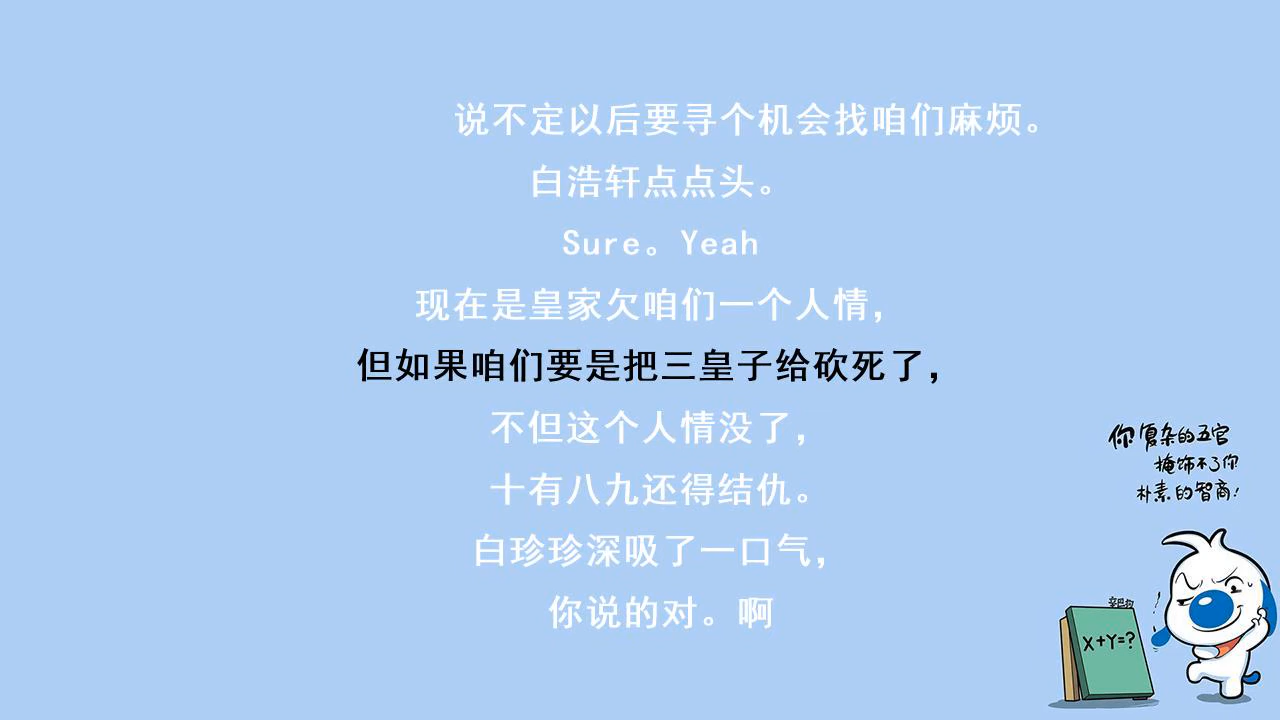 说不定以后要寻个机会找咱们麻烦。
白浩轩点点头。
Sure。Yeah
现在是皇家欠咱们一个人情，
但如果咱们要是把三皇子给砍死了，
不但这个人情没了，
十有八九还得结仇。
白珍珍深吸了一口气，
你说的对。啊
你复杂的五官
掩饰不了你
朴素的智商！
X+Y=?